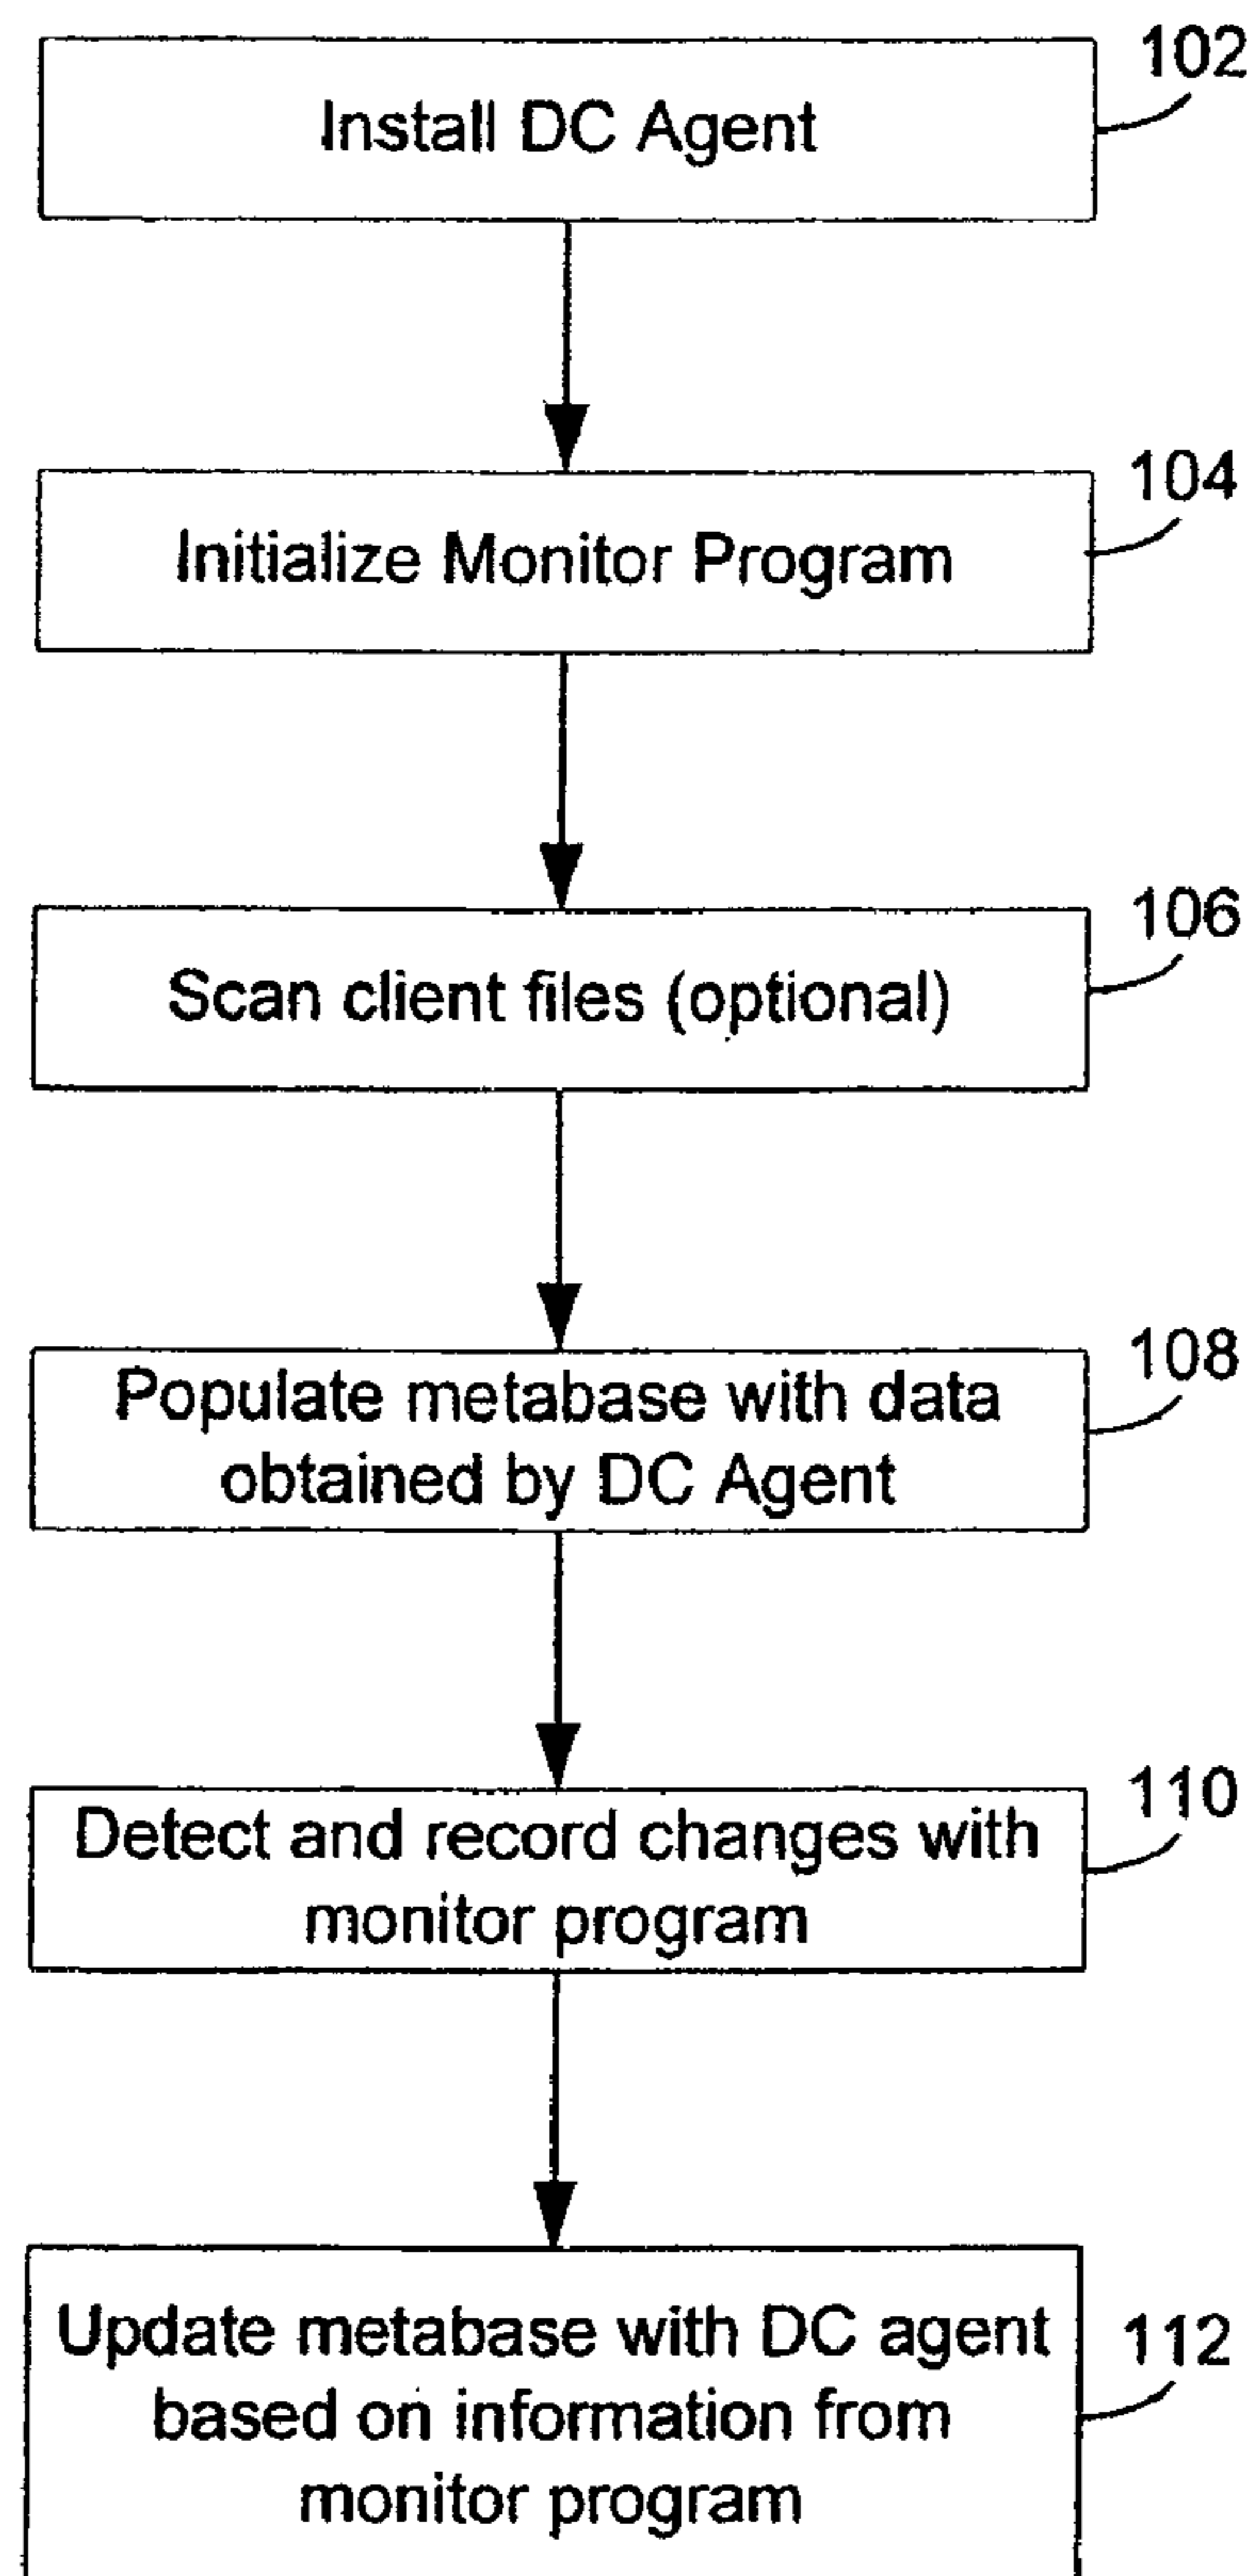 102
Install DC Agent
104
Initialize Monitor Program
106
Scan client files (optional)
108
Populate metabase with data
obtained by DC Agent
110
Detect and record changes with
monitor program
112
Update metabase with DC agent
based on information from
monitor program